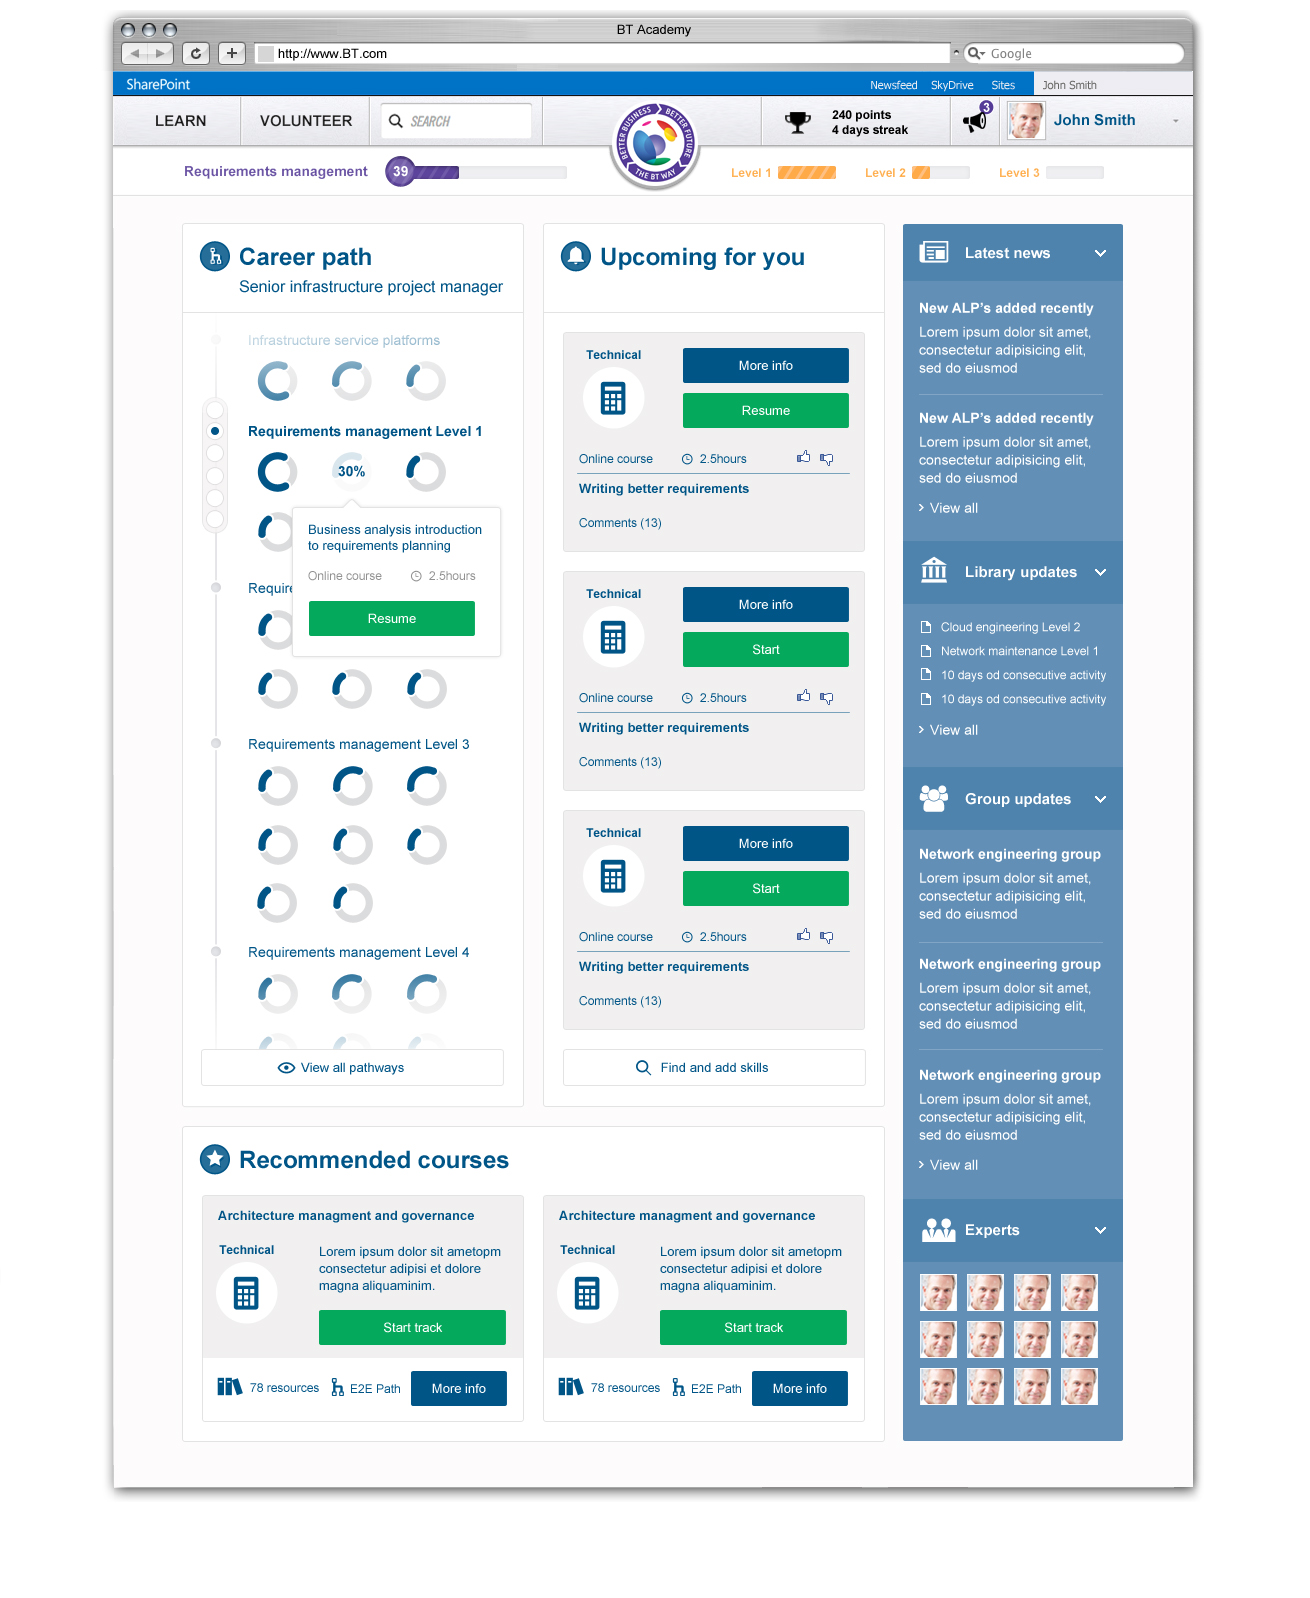 BT Academy
http://www.BT.com
Google
SharePoint
Newsfeed SkyDrive Sites John Smith
LEARN VOLUNTEER SEARCH
BETTER BUSINESS BETTER FUTURE THE BT WAY
240 points
4 days streak
3
John Smith
Requirements management 39
Level 1 Level 2 Level 3
Career path
Senior infrastructure project manager
Infrastructure service platforms
Requirements management Level 1
30%
Business analysis introduction
to requirements planning
Online course 2.5hours
Resume
Require
Requirements management Level 3
Requirements management Level 4
View all pathways
Upcoming for you
Technical
More info
Resume
Online course 2.5hours
Writing better requirements
Comments (13)
Technical
More info
Start
Online course 2.5hours
Writing better requirements
Comments (13)
Technical
More info
Start
Online course 2.5hours
Writing better requirements
Comments (13)
Find and add skills
Latest news
New ALP's added recently
Lorem ipsum dolor sit amet,
consectetur adipisicing elit,
sed do eiusmod
New ALP's added recently
Lorem ipsum dolor sit amet,
consectetur adipisicing elit,
sed do eiusmod
View all
Library updates
Cloud engineering Level 2
Network maintenance Level 1
10 days od consecutive activity
10 days od consecutive activity
View all
Group updates
Network engineering group
Lorem ipsum dolor sit amet,
consectetur adipisicing elit,
sed do eiusmod
Network engineering group
Lorem ipsum dolor sit amet,
consectetur adipisicing elit,
sed do eiusmod
Network engineering group
Lorem ipsum dolor sit amet,
consectetur adipisicing elit,
sed do eiusmod
View all
Experts
Recommended courses
Architecture managment and governance
Technical
Lorem ipsum dolor sit ametopm
consectetur adipisi et dolore
magna aliquaminim.
Start track
78 resources E2E Path More info
Architecture managment and governance
Technical
Lorem ipsum dolor sit ametopm
consectetur adipisi et dolore
magna aliquaminim.
Start track
78 resources E2E Path More info